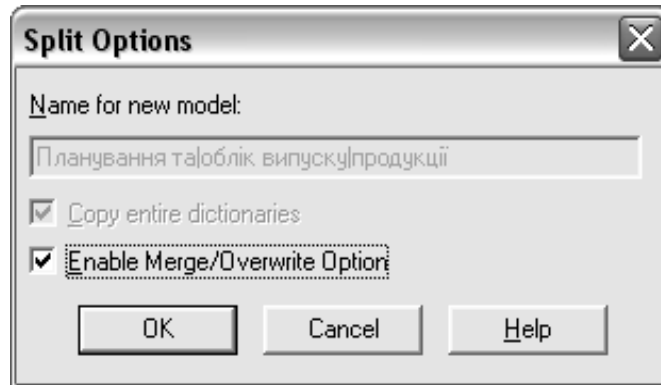 Split Options
Name for new model:
Планування та|облік випуску|продукції
Copy entire dictionaries
Enable Merge/Overwrite Option
OK Cancel Help